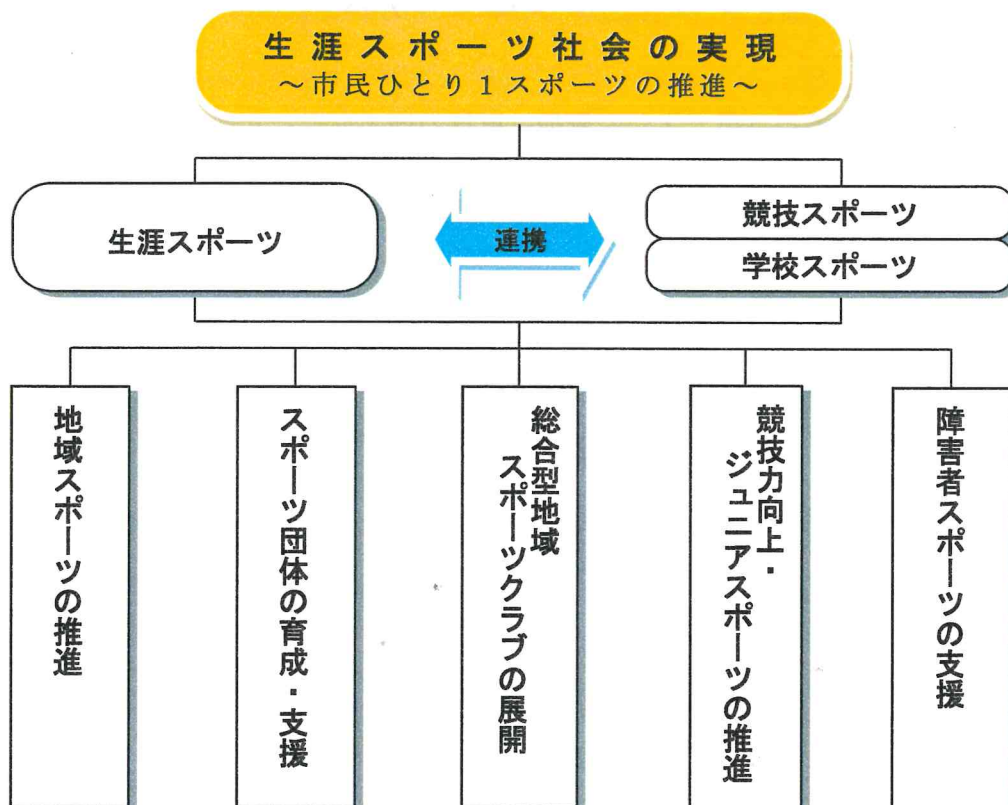 生涯スポーツ社会の実現
～市民ひとり１スポーツの推進～
生涯スポーツ
連携
競技スポーツ
学校スポーツ
地域スポーツの推進
スポーツ団体の育成・支援
総合型地域
スポーツクラブの展開
競技力向上・
ジュニアスポーツの推進
障害者スポーツの支援